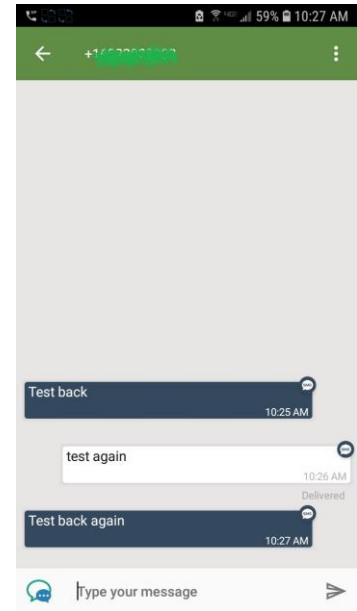 59% 10:27 AM
Test back
10:25 AM
test again
10:26 AM
Delivered
Test back again
10:27 AM
Type your message